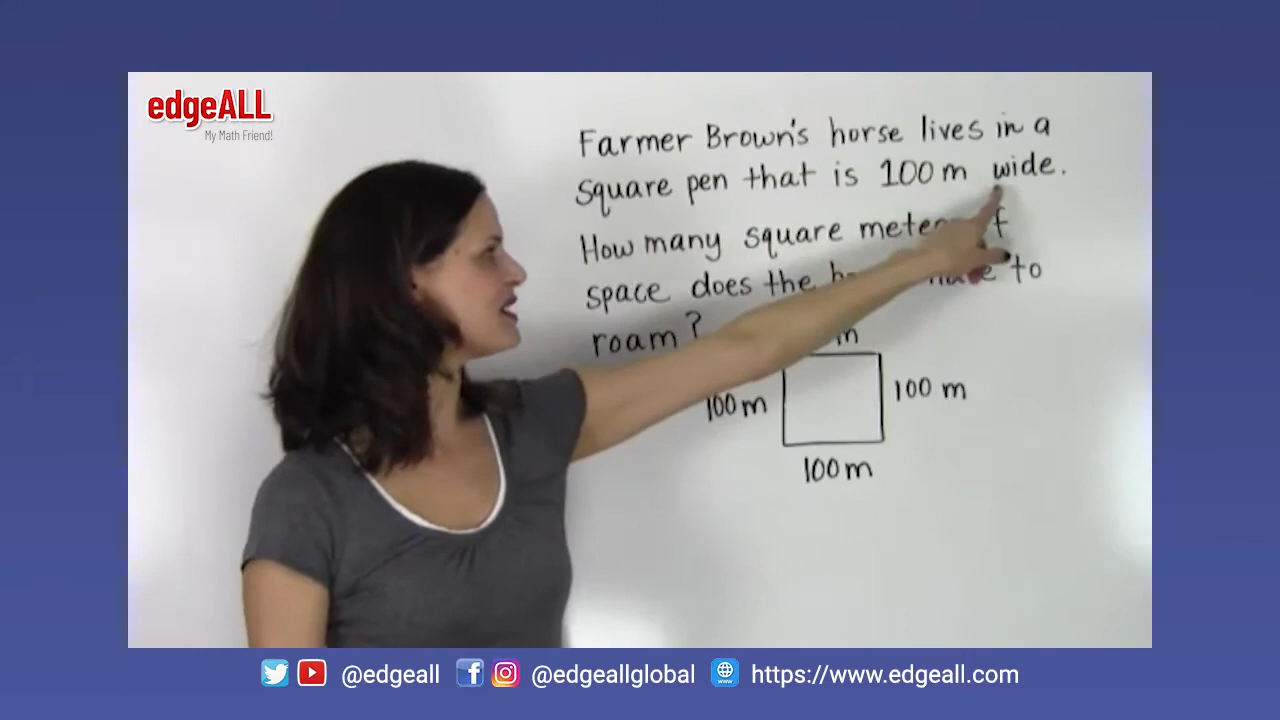 edgeALL
My Math Friend!
Farmer Brown's horse lives in a
square pen that is 100 m wide.
How many square
space does the to
roam?
m
100 m
100 m
100 m
@edgeall @edgeallglobal https://www.edgeall.com